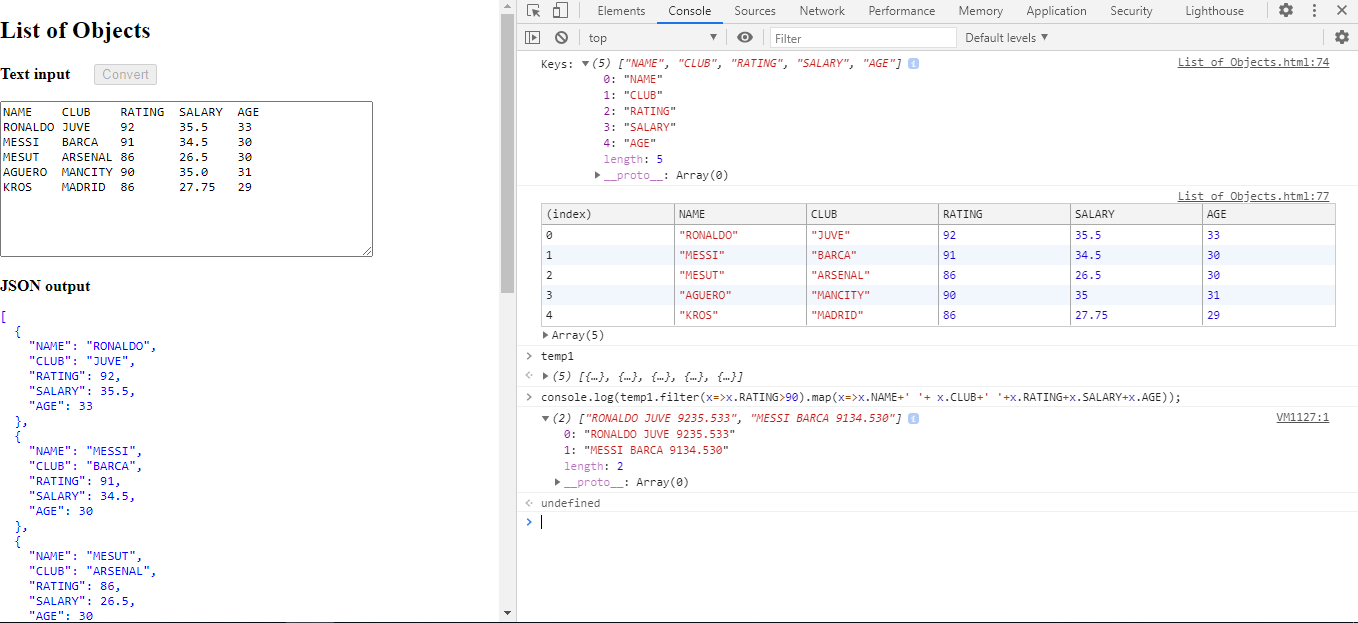 List of Objects
Text input Convert
NAME CLUB RATING SALARY AGE
RONALDO JUVE 92 35.5 33
MESSI BARCA 91 34.5 30
MESUT ARSENAL 86 26.5 30
AGUERO MANCITY 90 35.0 31
KROS MADRID 86 27.75 29
JSON output
[
{
"NAME": "RONALDO",
"CLUB": "JUVE",
"RATING": 92,
"SALARY": 35.5,
"AGE": 33
},
{
"NAME": "MESSI",
"CLUB": "BARCA",
"RATING": 91,
"SALARY": 34.5,
"AGE": 30
},
{
"NAME": "MESUT",
"CLUB": "ARSENAL",
"RATING": 86,
"SALARY": 26.5,
"AGE": 30
Elements Console Sources Network Performance Memory Application Security Lighthouse
top Filter Default levels
Keys: (5) ["NAME", "CLUB", "RATING", "SALARY", "AGE"] i List of Objects.html:74
0: "NAME"
1: "CLUB"
2: "RATING"
3: "SALARY"
4: "AGE"
length: 5
__proto__: Array(0)
List of Objects.html:77
(index) NAME CLUB RATING SALARY AGE
0 "RONALDO" "JUVE" 92 35.5 33
1 "MESSI" "BARCA" 91 34.5 30
2 "MESUT" "ARSENAL" 86 26.5 30
3 "AGUERO" "MANCITY" 90 35 31
4 "KROS" "MADRID" 86 27.75 29
Array(5)
temp1
(5) [{…}, {…}, {…}, {…}, {…}]
console.log(temp1.filter(x=>x.RATING>90).map(x=>x.NAME+' '+ x.CLUB+' '+x.RATING+x.SALARY+x.AGE));
(2) ["RONALDO JUVE 9235.533", "MESSI BARCA 9134.530"] i VM1127:1
0: "RONALDO JUVE 9235.533"
1: "MESSI BARCA 9134.530"
length: 2
__proto__: Array(0)
undefined